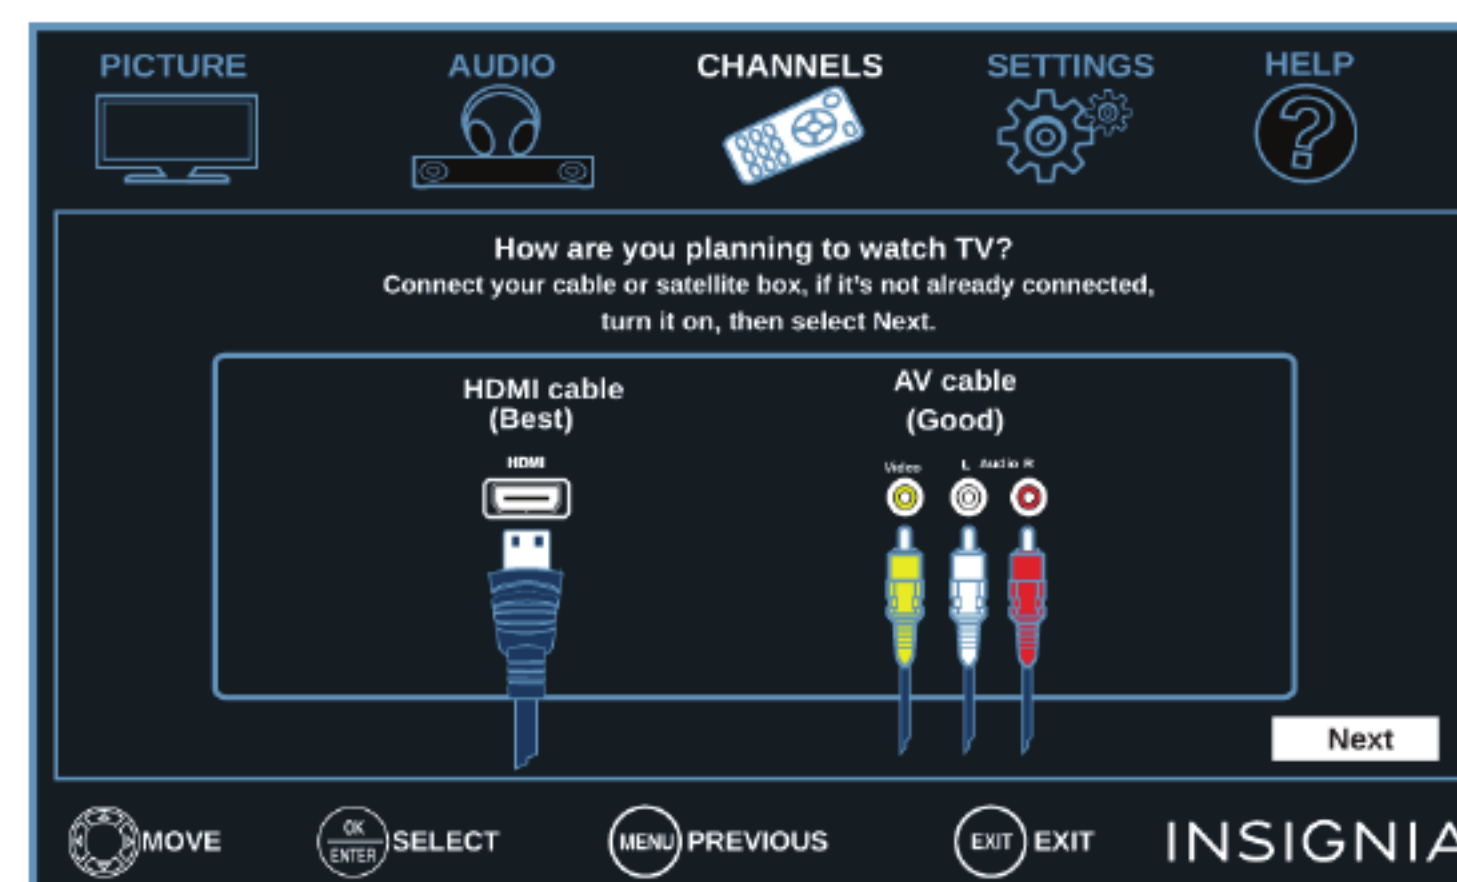 PICTURE
AUDIO
CHANNELS
SETTINGS
HELP
How are you planning to watch TV?
Connect your cable or satellite box, if it's not already connected,
turn it on, then select Next.
HDMI cable
(Best)
HDMI
AV cable
(Good)
Video L Audio R
Next
MOVE
OK
ENTER
SELECT
MENU
PREVIOUS
EXIT
EXIT
INSIGNIA